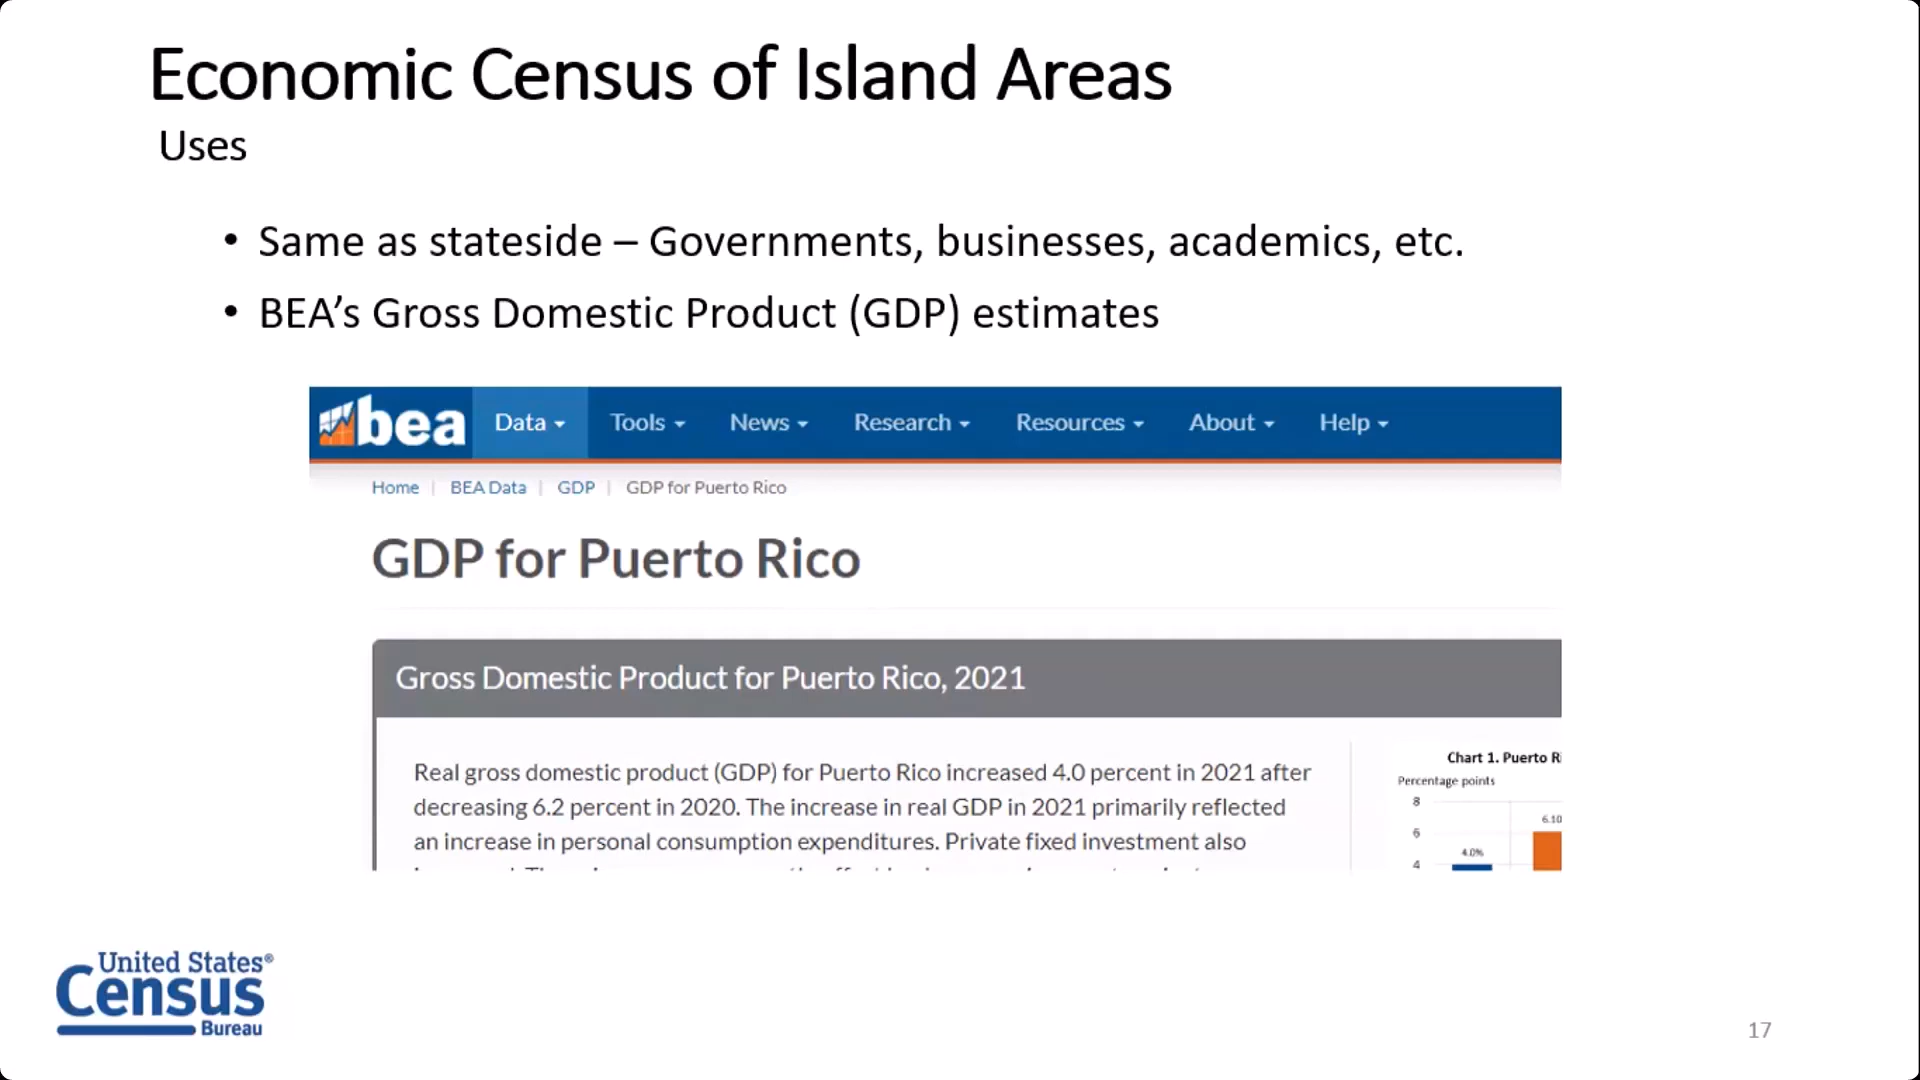 Economic Census of Island Areas
Uses
• Same as stateside – Governments, businesses, academics, etc.
• BEA’s Gross Domestic Product (GDP) estimates
bea Data Tools News Research Resources About Help
Home | BEA Data | GDP | GDP for Puerto Rico
GDP for Puerto Rico
Gross Domestic Product for Puerto Rico, 2021
Real gross domestic product (GDP) for Puerto Rico increased 4.0 percent in 2021 after
decreasing 6.2 percent in 2020. The increase in real GDP in 2021 primarily reflected
an increase in personal consumption expenditures. Private fixed investment also
Chart 1. Puerto Ri
Percentage points
8
6.10
6
4.0%
4
United States®
Census
Bureau
17